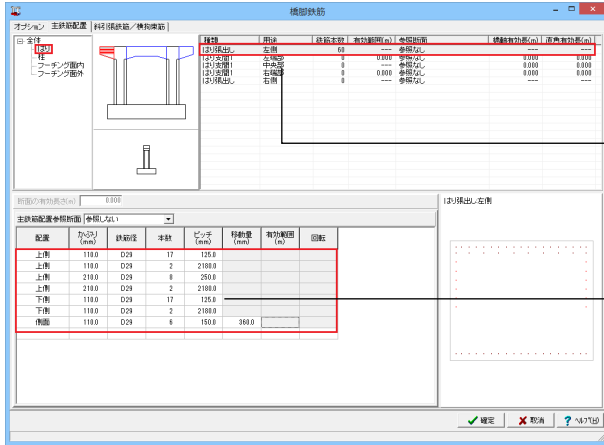 橋脚鉄筋
オプション 主鉄筋配置 斜引張鉄筋／横拘束筋
全体
はり
柱
フーチング面内
フーチング面外
種類 用途 鉄筋本数 有効範囲(m) 参照断面 橋軸有効長(m) 直角有効長(m)
はり張出し 左側 60 --- 参照なし --- ---
はり支間1 左端部 0 0.000 参照なし 0.000 0.000
はり支間1 中央部 0 --- 参照なし 0.000 0.000
はり支間1 右端部 0 0.000 参照なし 0.000 0.000
はり張出し 右側 0 --- 参照なし --- ---
断面の有効長さ(m) 0.000
主鉄筋配置参照断面 参照しない
配置 かぶり(mm) 鉄筋径 本数 ピッチ(mm) 移動量(mm) 有効範囲(m) 回転
上側 110.0 D29 17 125.0
上側 110.0 D29 2 2180.0
上側 210.0 D29 8 250.0
上側 210.0 D29 2 2180.0
下側 110.0 D29 17 125.0
下側 110.0 D29 2 2180.0
側面 110.0 D29 6 150.0 360.0
はり張出し:左側
確定 取消 ? ヘルプ(H)